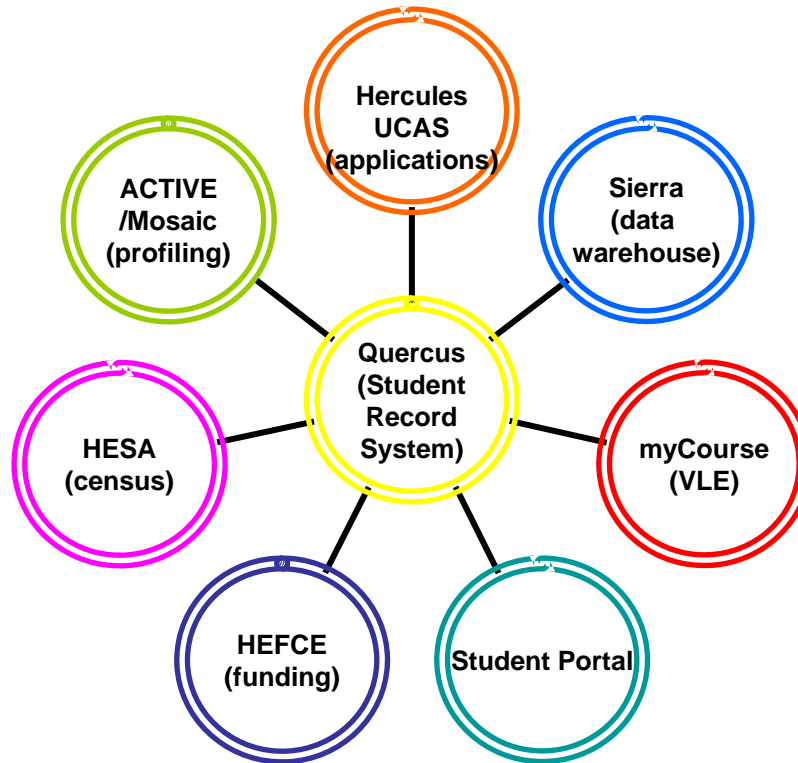 Hercules
UCAS
(applications)
ACTIVE
/Mosaic
(profiling)
Sierra
(data
warehouse)
Quercus
(Student
Record
System)
HESA
(census)
myCourse
(VLE)
HEFCE
(funding)
Student Portal